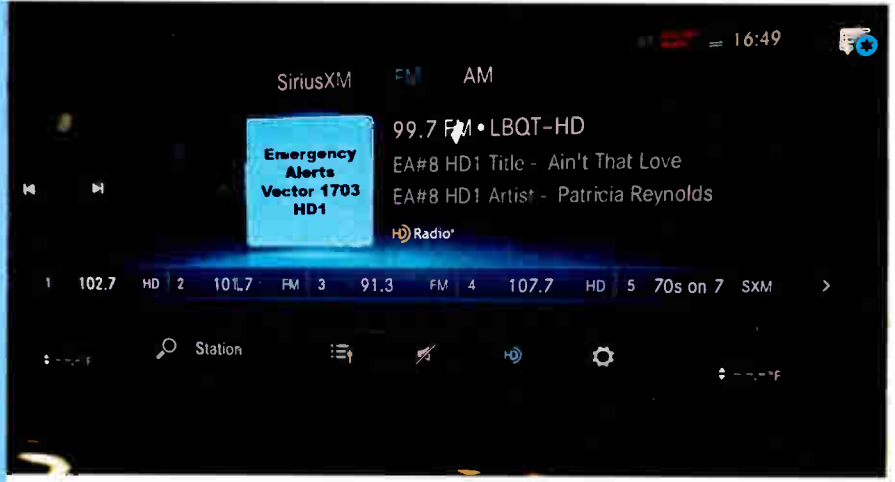 16:49
SiriusXM FM AM
99.7 FM • LBQT-HD
Emergency
Alerts
Vector 1703
HD1
EA#8 HD1 Title - Ain't That Love
EA#8 HD1 Artist - Patricia Reynolds
HD Radio
1 102.7 HD 2 101.7 FM 3 91.3 FM 4 107.7 HD 5 70s on 7 SXM
Station
HD
--.-°F
--.-°F